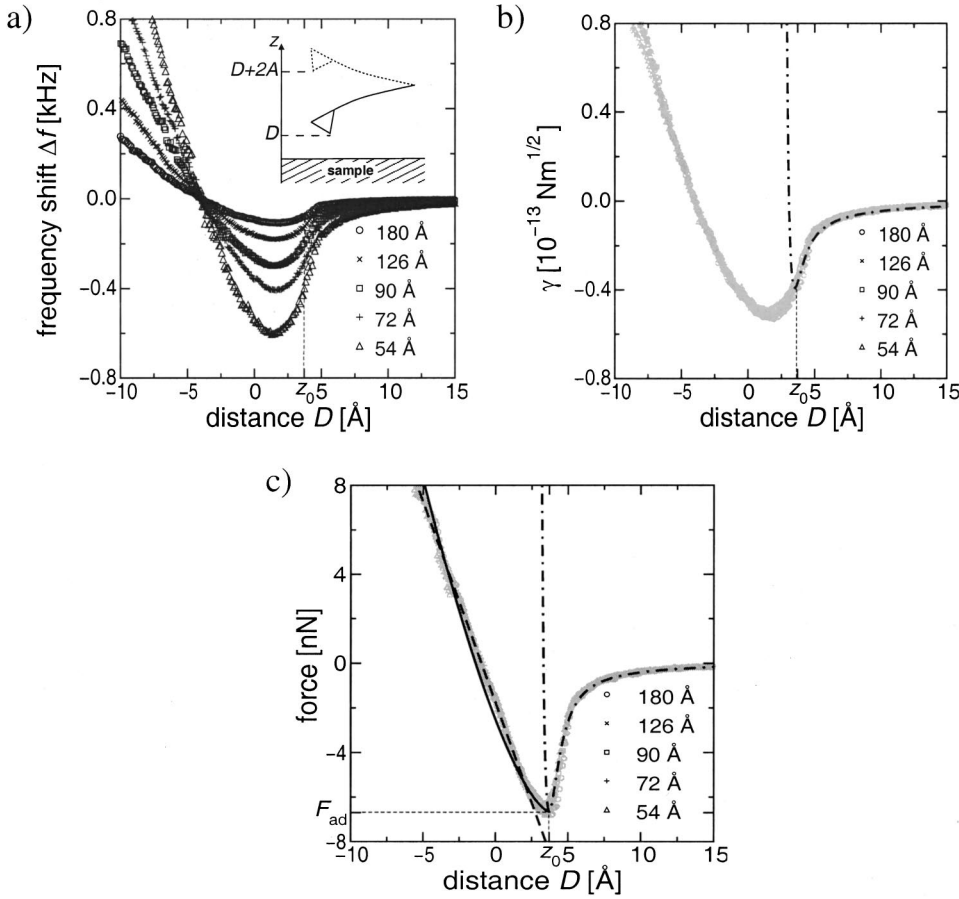 a)
frequency shift Δf [kHz]
0.8
0.4
0.0
−0.4
−0.8
−10
−5
0
z₀
5
10
15
distance D [Å]
z
D+2A
D
sample
180 Å
126 Å
90 Å
72 Å
54 Å
b)
γ [10⁻¹³ Nm¹/²]
0.8
0.4
0.0
−0.4
−0.8
−10
−5
0
z₀
5
10
15
distance D [Å]
180 Å
126 Å
90 Å
72 Å
54 Å
c)
force [nN]
8
4
0
−4
F_ad
−8
−10
−5
0
z₀
5
10
15
distance D [Å]
180 Å
126 Å
90 Å
72 Å
54 Å